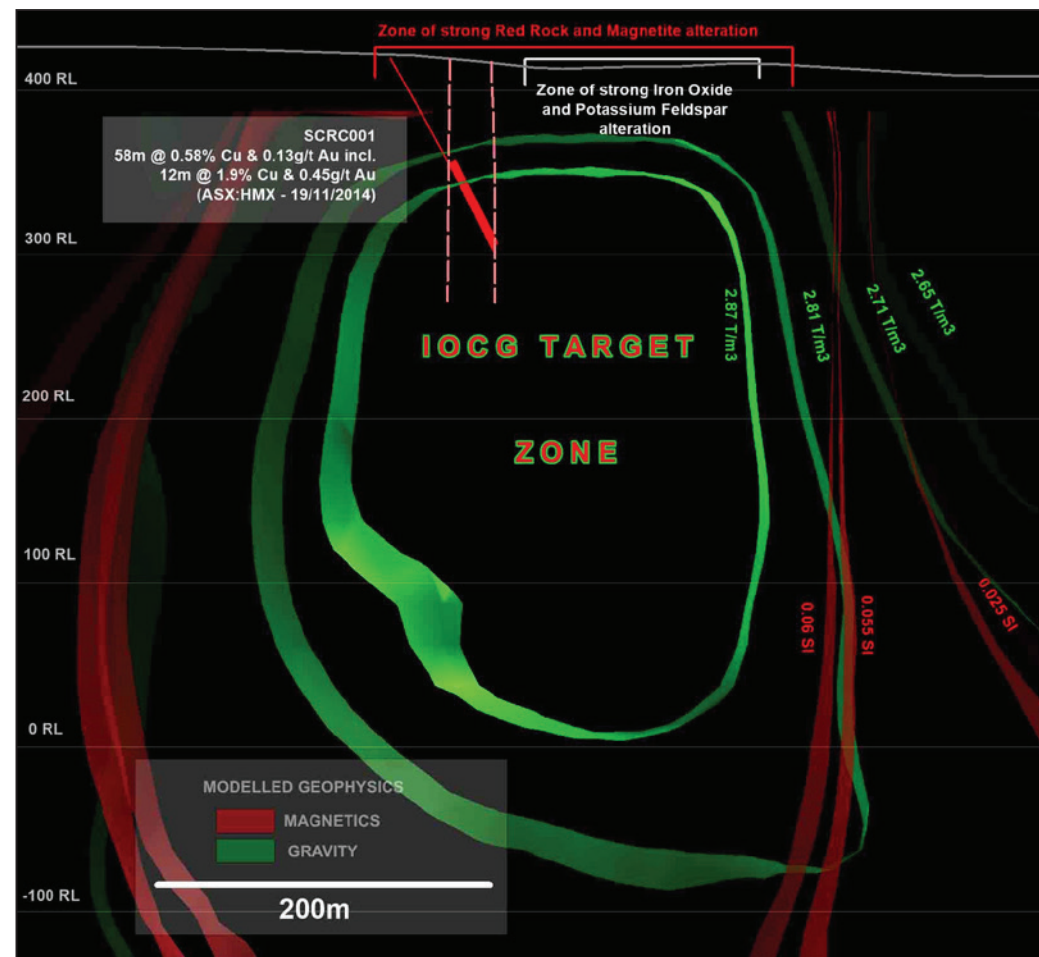 Zone of strong Red Rock and Magnetite alteration
400 RL
Zone of strong Iron Oxide
and Potassium Feldspar
alteration
SCRC001
58m @ 0.58% Cu & 0.13g/t Au incl.
12m @ 1.9% Cu & 0.45g/t Au
(ASX:HMX - 19/11/2014)
300 RL
2.87 T/m3
2.81 T/m3
2.71 T/m3
2.65 T/m3
IOCG TARGET
ZONE
200 RL
100 RL
0.06 SI
0.055 SI
0.025 SI
0 RL
MODELLED GEOPHYSICS
MAGNETICS
GRAVITY
200m
-100 RL